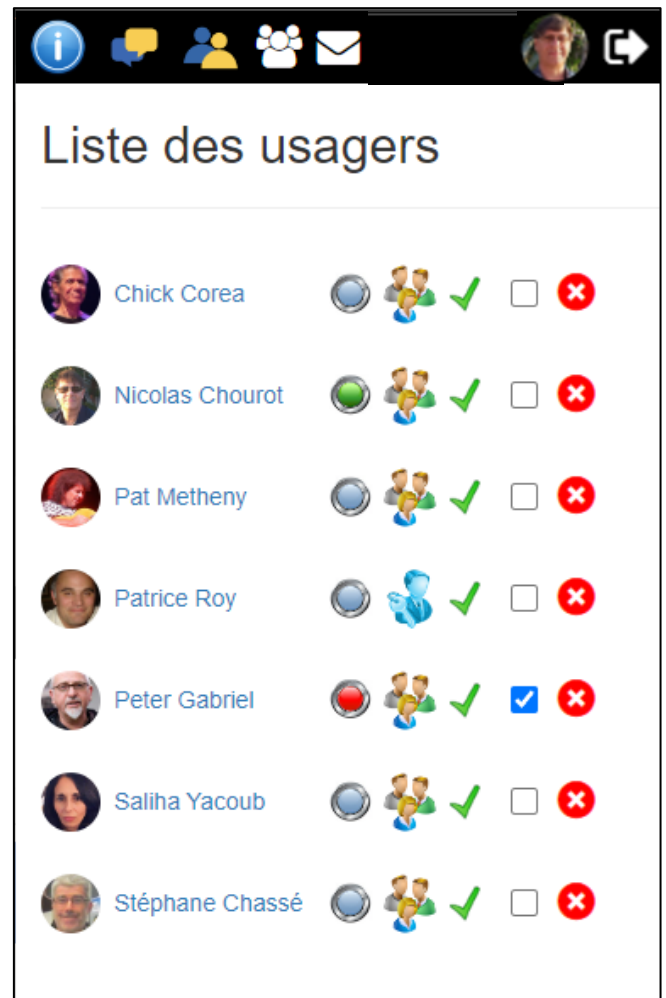 Liste des usagers
Chick Corea
Nicolas Chourot
Pat Metheny
Patrice Roy
Peter Gabriel
Saliha Yacoub
Stéphane Chassé